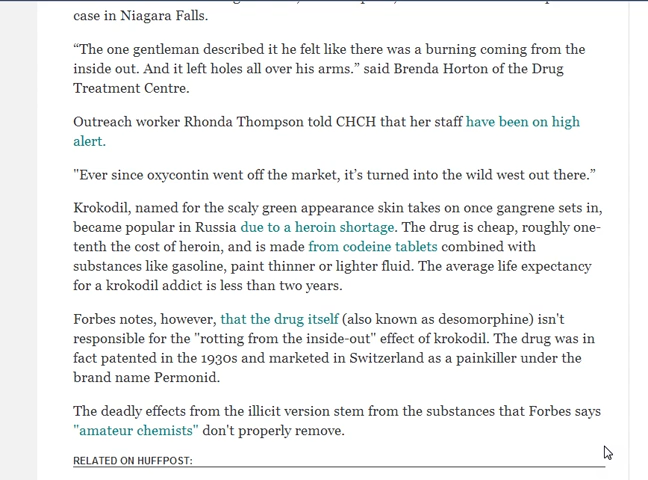 case in Niagara Falls.
“The one gentleman described it he felt like there was a burning coming from the
inside out. And it left holes all over his arms.” said Brenda Horton of the Drug
Treatment Centre.
Outreach worker Rhonda Thompson told CHCH that her staff have been on high
alert.
"Ever since oxycontin went off the market, it’s turned into the wild west out there.”
Krokodil, named for the scaly green appearance skin takes on once gangrene sets in,
became popular in Russia due to a heroin shortage. The drug is cheap, roughly one-
tenth the cost of heroin, and is made from codeine tablets combined with
substances like gasoline, paint thinner or lighter fluid. The average life expectancy
for a krokodil addict is less than two years.
Forbes notes, however, that the drug itself (also known as desomorphine) isn't
responsible for the "rotting from the inside-out" effect of krokodil. The drug was in
fact patented in the 1930s and marketed in Switzerland as a painkiller under the
brand name Permonid.
The deadly effects from the illicit version stem from the substances that Forbes says
"amateur chemists" don't properly remove.
RELATED ON HUFFPOST: